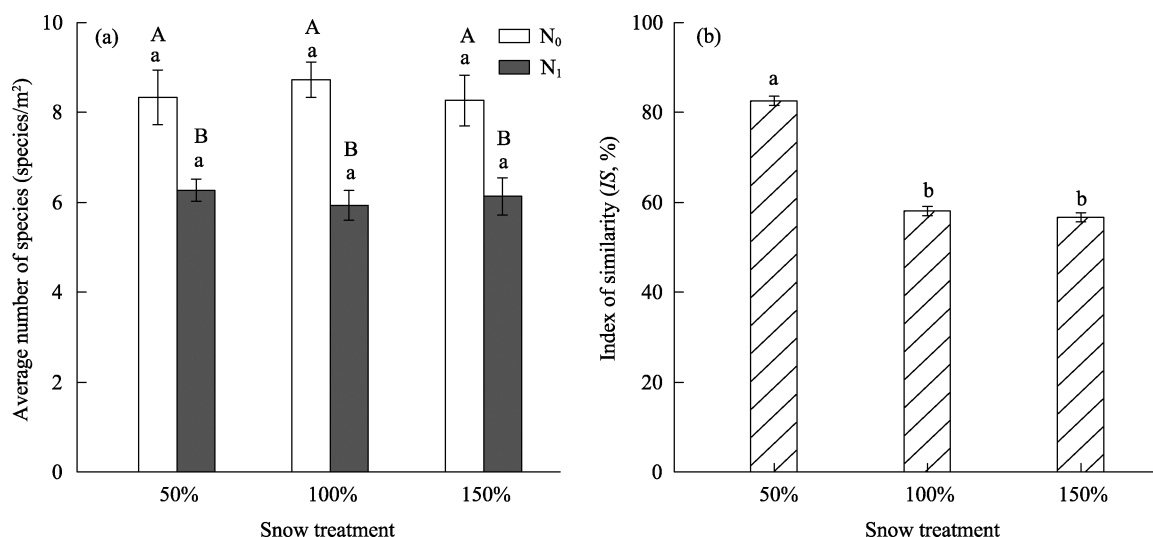 (a)
N₀
N₁
A
a
B
a
A
a
B
a
A
a
B
a
10
8
6
4
2
0
Average number of species (species/m²)
50%
100%
150%
Snow treatment
(b)
a
b
b
100
80
60
40
20
0
Index of similarity (IS, %)
50%
100%
150%
Snow treatment